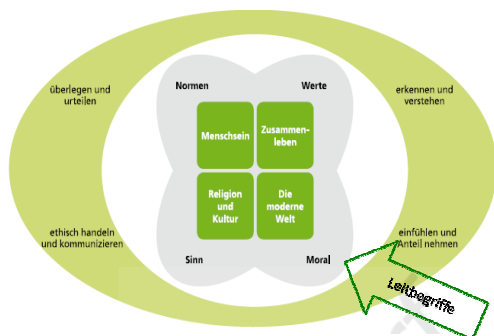 Normen
Werte
überlegen und
urteilen
erkennen und
verstehen
Menschsein
Zusammen-
leben
Religion
und
Kultur
Die
moderne
Welt
ethisch handeln
und kommunizieren
einfühlen und
Anteil nehmen
Sinn
Moral
Leitbegriffe